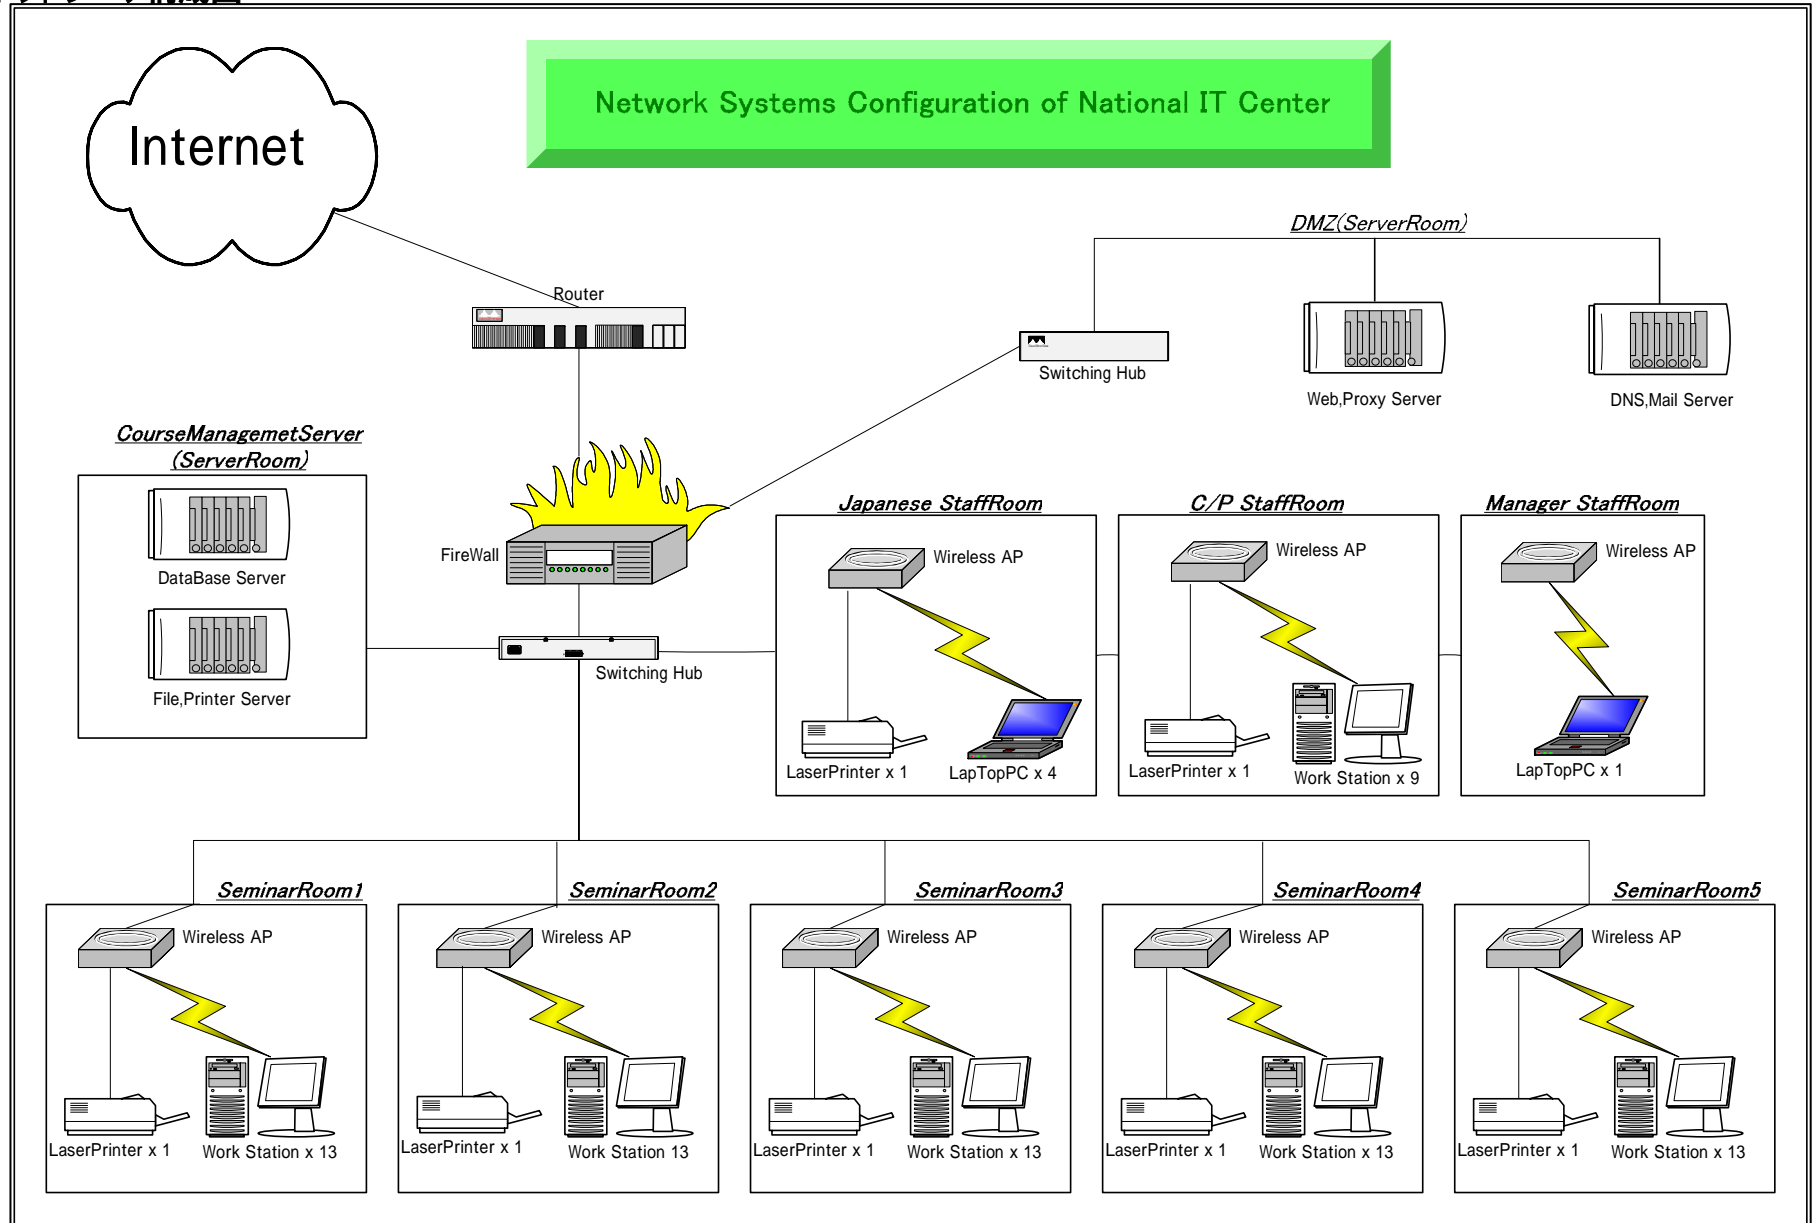 Internet
Network Systems Configuration of National IT Center
DMZ(ServerRoom)
Router
Switching Hub
Web,Proxy Server
DNS,Mail Server
CourseManagemetServer
(ServerRoom)
DataBase Server
File,Printer Server
FireWall
Switching Hub
Japanese StaffRoom
Wireless AP
LaserPrinter x 1
LapTopPC x 4
C/P StaffRoom
Wireless AP
LaserPrinter x 1
Work Station x 9
Manager StaffRoom
Wireless AP
LapTopPC x 1
SeminarRoom1
Wireless AP
LaserPrinter x 1
Work Station x 13
SeminarRoom2
Wireless AP
LaserPrinter x 1
Work Station 13
SeminarRoom3
Wireless AP
LaserPrinter x 1
Work Station x 13
SeminarRoom4
Wireless AP
LaserPrinter x 1
Work Station x 13
SeminarRoom5
Wireless AP
LaserPrinter x 1
Work Station x 13